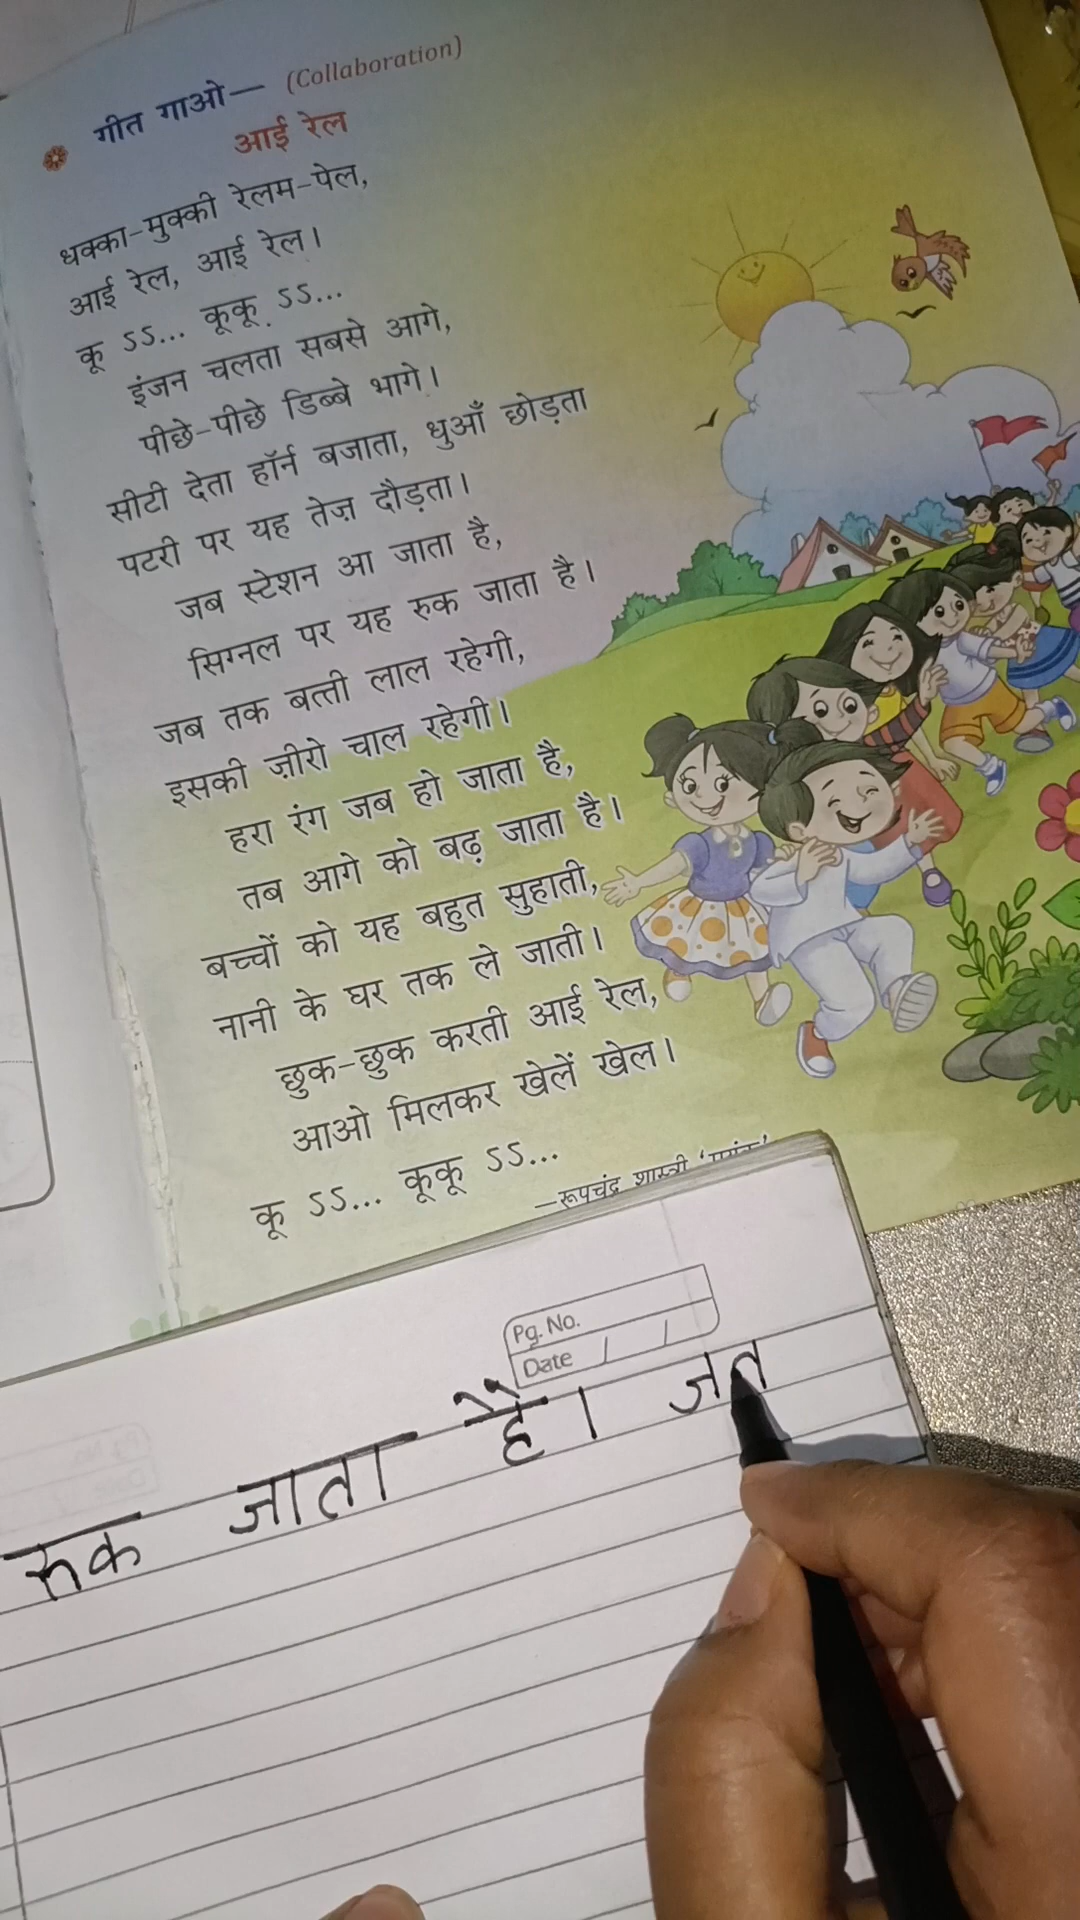 गीत गाओ— (Collaboration)
आई रेल
धक्का-मुक्की रेलम-पेल,
आई रेल, आई रेल।
कू ऽऽ... कूकू ऽऽ...
इंजन चलता सबसे आगे,
पीछे-पीछे डिब्बे भागे।
सीटी देता हॉर्न बजाता, धुआँ छोड़ता
पटरी पर यह तेज़ दौड़ता।
जब स्टेशन आ जाता है,
सिग्नल पर यह रुक जाता है।
जब तक बत्ती लाल रहेगी,
इसकी ज़ीरो चाल रहेगी।
हरा रंग जब हो जाता है,
तब आगे को बढ़ जाता है।
बच्चों को यह बहुत सुहाती,
नानी के घर तक ले जाती।
छुक-छुक करती आई रेल,
आओ मिलकर खेलें खेल।
कू ऽऽ... कूकू ऽऽ...
—रूपचंद्र शास्त्री
Pg. No.
Date / /
रुक जाता है।